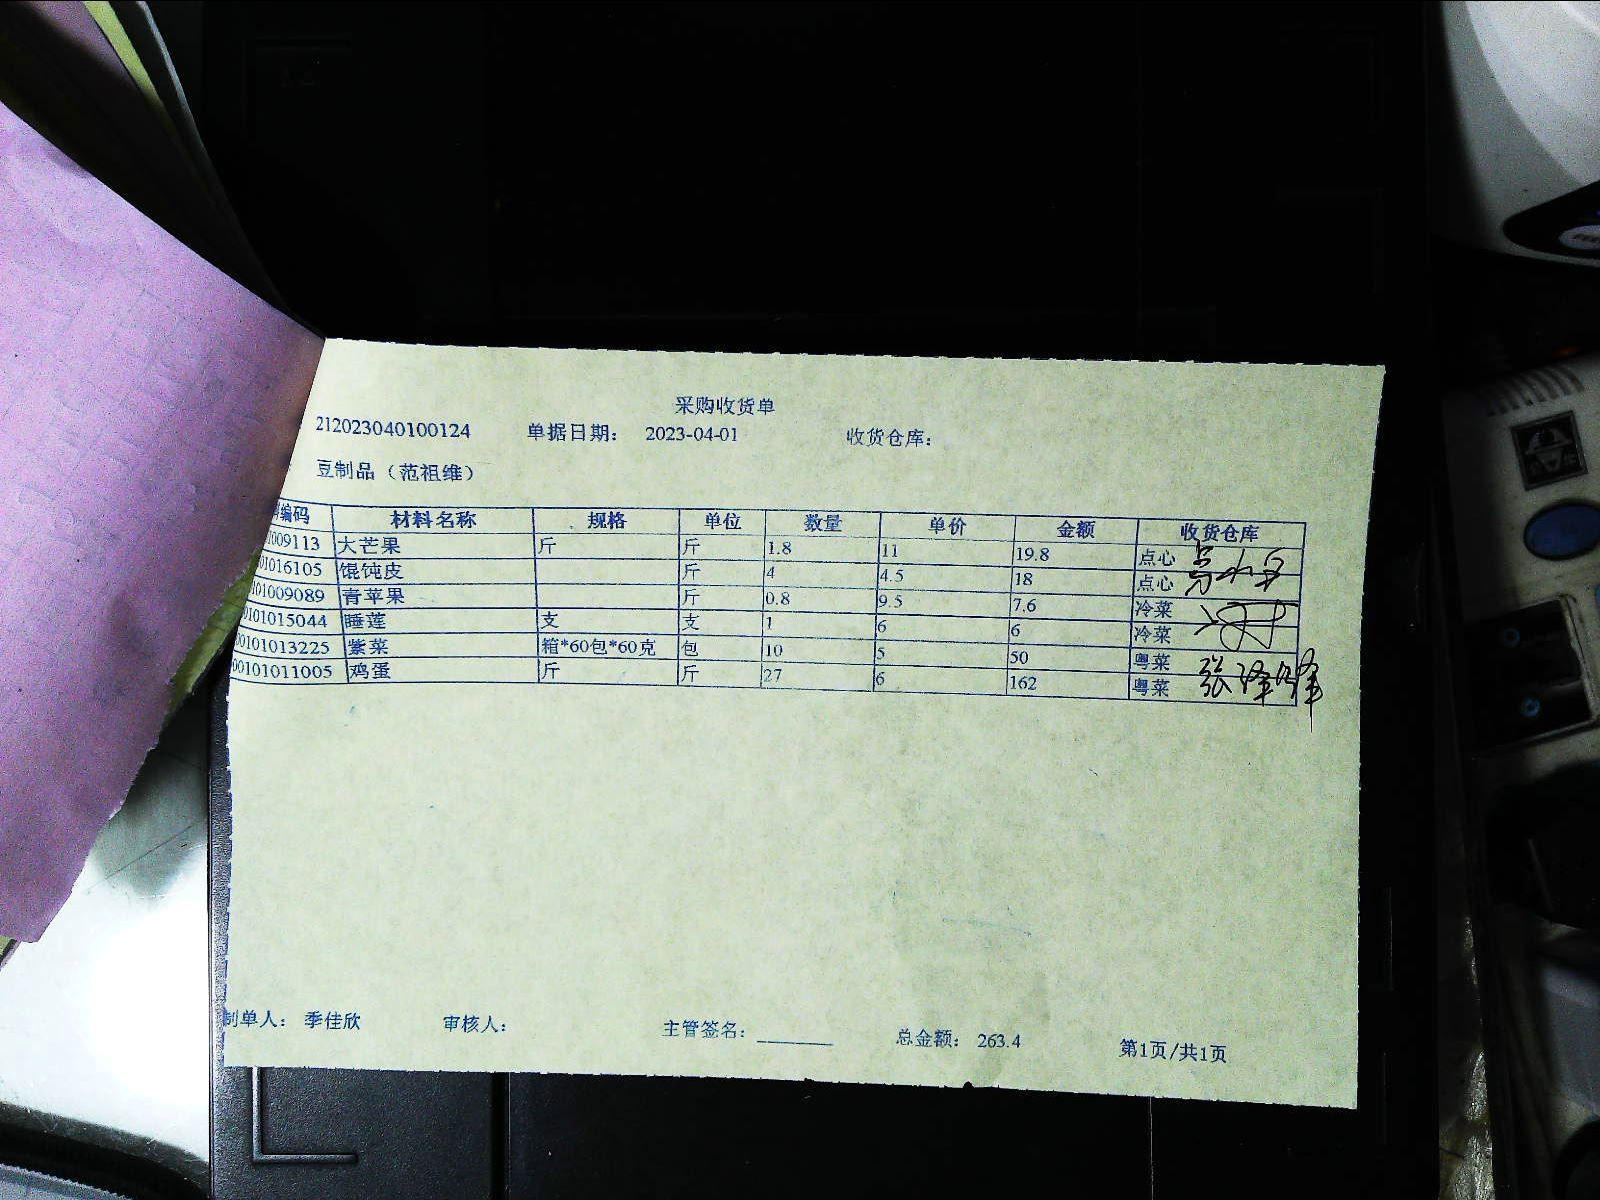 采购收货单
212023040100124 单据日期: 2023-04-01 收货仓库:
豆制品（范祖维）
编码 材料名称 规格 单位 数量 单价 金额 收货仓库
009113 大芒果 斤 斤 1.8 11 19.8 点心
01016105 馄饨皮 斤 4 4.5 18 点心
01009089 青苹果 斤 0.8 9.5 7.6 冷菜
0101015044 睡莲 支 支 1 6 6 冷菜
00101013225 紫菜 箱*60包*60克 包 10 5 50 粤菜
00101011005 鸡蛋 斤 斤 27 6 162 粤菜 张泽峰
制单人: 季佳欣 审核人: 主管签名: 总金额: 263.4 第1页/共1页